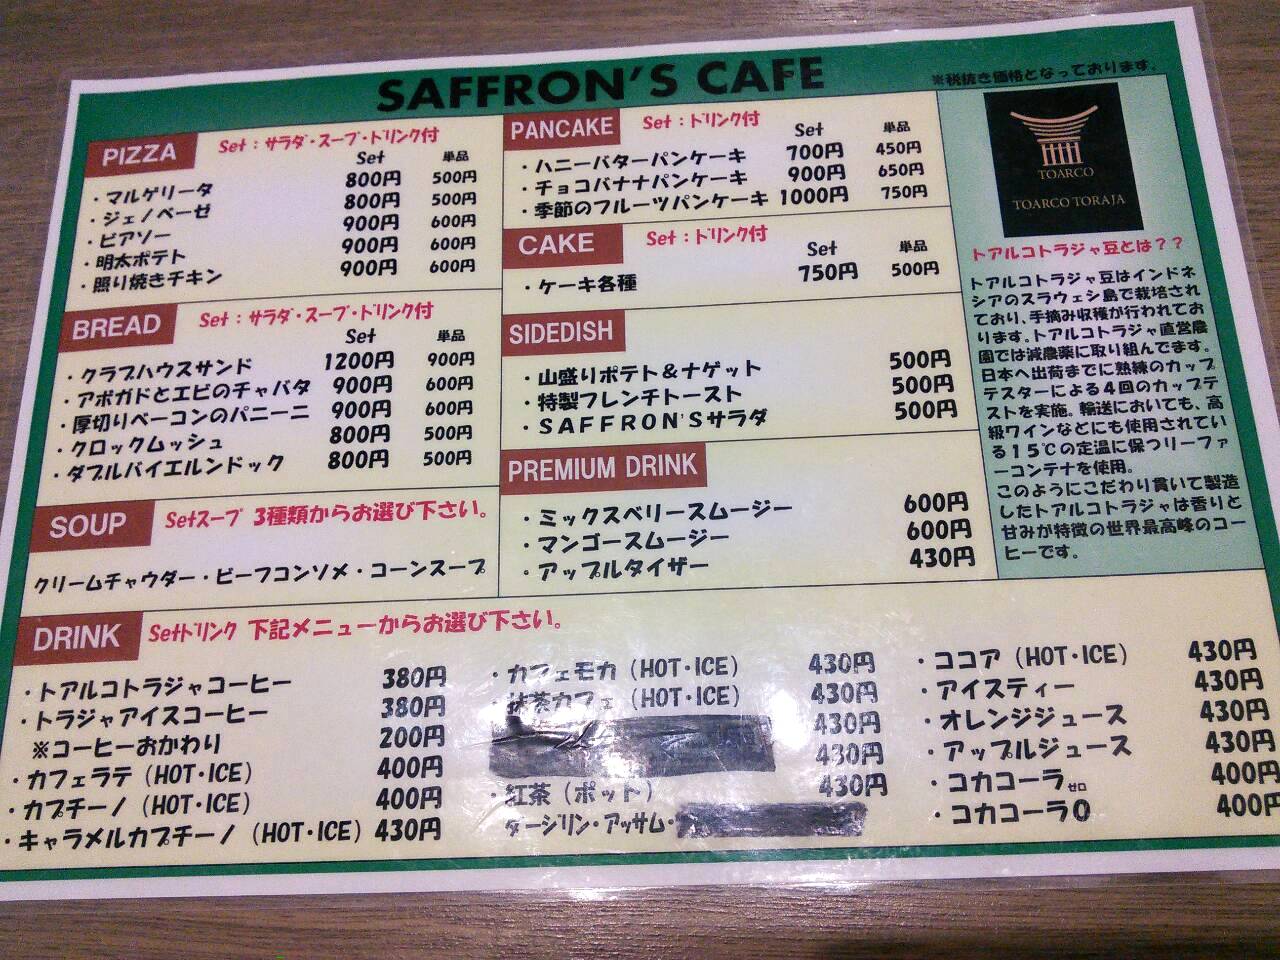 SAFFRON'S CAFE
※税抜き価格となっております。
PIZZA Set：サラダ・スープ・ドリンク付
Set 単品
・マルゲリータ 800円 500円
・ジェノベーゼ 800円 500円
・ビアソー 900円 600円
・明太ポテト 900円 600円
・照り焼きチキン 900円 600円
BREAD Set：サラダ・スープ・ドリンク付
Set 単品
・クラブハウスサンド 1200円 900円
・アボガドとエビのチャバタ 900円 600円
・厚切りベーコンのパニーニ 900円 600円
・クロックムッシュ 800円 500円
・ダブルバイエルンドック 800円 500円
SOUP Setスープ 3種類からお選び下さい。
クリームチャウダー・ビーフコンソメ・コーンスープ
PANCAKE Set：ドリンク付
Set 単品
・ハニーバターパンケーキ 700円 450円
・チョコバナナパンケーキ 900円 650円
・季節のフルーツパンケーキ 1000円 750円
CAKE Set：ドリンク付
Set 単品
・ケーキ各種 750円 500円
SIDEDISH
・山盛りポテト＆ナゲット 500円
・特製フレンチトースト 500円
・ＳＡＦＦＲＯＮ'Ｓサラダ 500円
PREMIUM DRINK
・ミックスベリースムージー 600円
・マンゴースムージー 600円
・アップルタイザー 430円
TOARCO
TOARCO TORAJA
トアルコトラジャ豆とは？？
トアルコトラジャ豆はインドネ
シアのスラウェシ島で栽培され
ており、手摘み収穫が行われてお
ります。トアルコトラジャ直営農
園では減農薬に取り組んでます。
日本へ出荷までに熟練のカップ
テスターによる４回のカップテ
ストを実施。輸送においても、高
級ワインなどにも使用されてい
る１５℃の定温に保つリーファ
ーコンテナを使用。
このようにこだわり貫いて製造
したトアルコトラジャは香りと
甘みが特徴の世界最高峰のコー
ヒーです。
DRINK Setドリンク 下記メニューからお選び下さい。
・トアルコトラジャコーヒー 380円
・トラジャアイスコーヒー 380円
※コーヒーおかわり 200円
・カフェラテ（HOT・ICE） 400円
・カプチーノ（HOT・ICE） 400円
・キャラメルカプチーノ（HOT・ICE） 430円
・カフェモカ（HOT・ICE） 430円
抹茶カフェ（HOT・ICE） 430円
430円
430円
・紅茶（ポット） 430円
ダージリン・アッサム・
・ココア（HOT・ICE） 430円
・アイスティー 430円
・オレンジジュース 430円
・アップルジュース 430円
・コカコーラ 400円
・コカコーラ０ ゼロ 400円